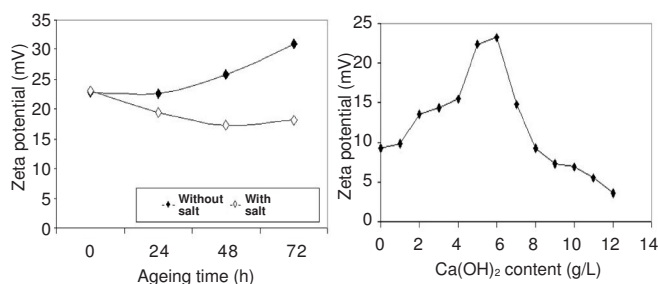 Zeta potential (mV)
35
30
25
20
15
10
5
0
Without salt
With salt
0 24 48 72
Ageing time (h)
Zeta potential (mV)
25
20
15
10
5
0
0 2 4 6 8 10 12 14
Ca(OH)₂ content (g/L)